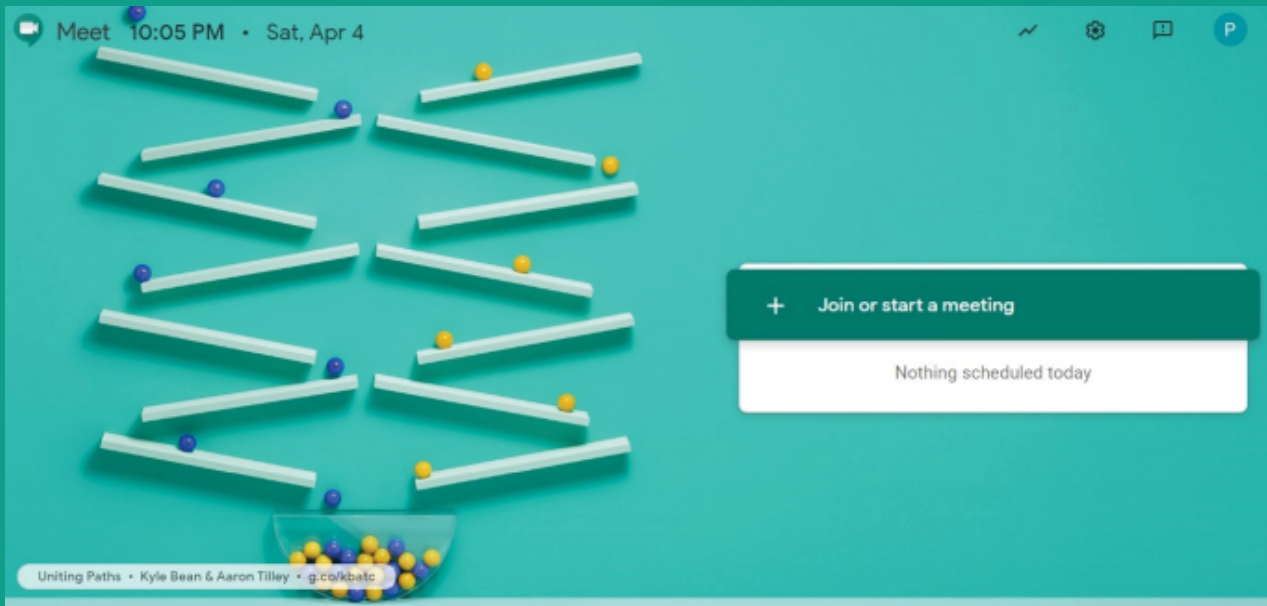 Meet 10:05 PM • Sat, Apr 4
P
+ Join or start a meeting
Nothing scheduled today
Uniting Paths • Kyle Bean & Aaron Tilley • g.co/kbatc